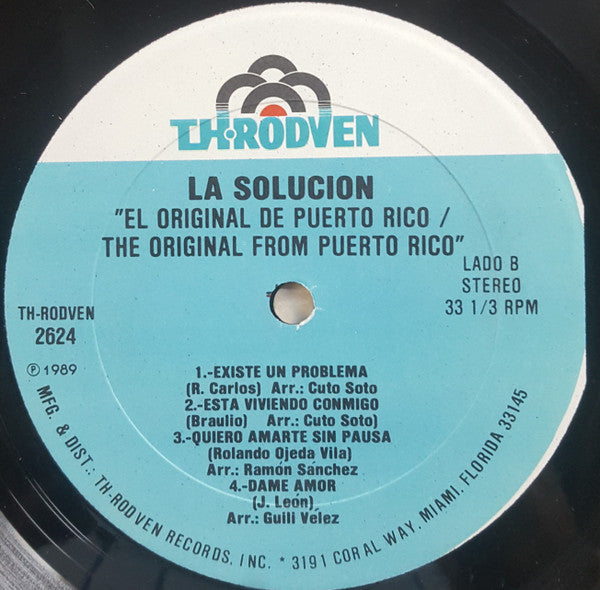 TH·RODVEN
LA SOLUCION
"EL ORIGINAL DE PUERTO RICO /
THE ORIGINAL FROM PUERTO RICO"
LADO B
STEREO
33 1/3 RPM
TH-RODVEN
2624
℗ 1989
1.-EXISTE UN PROBLEMA
(R. Carlos) Arr.: Cuto Soto
2.-ESTA VIVIENDO CONMIGO
(Braulio) Arr.: Cuto Soto)
3.-QUIERO AMARTE SIN PAUSA
(Rolando Ojeda Vila)
Arr.: Ramón Sánchez
4.-DAME AMOR
(J. León)
Arr.: Guili Vélez
MFG. & DIST.: TH-RODVEN RECORDS, INC. * 3191 CORAL WAY, MIAMI, FLORIDA 33145